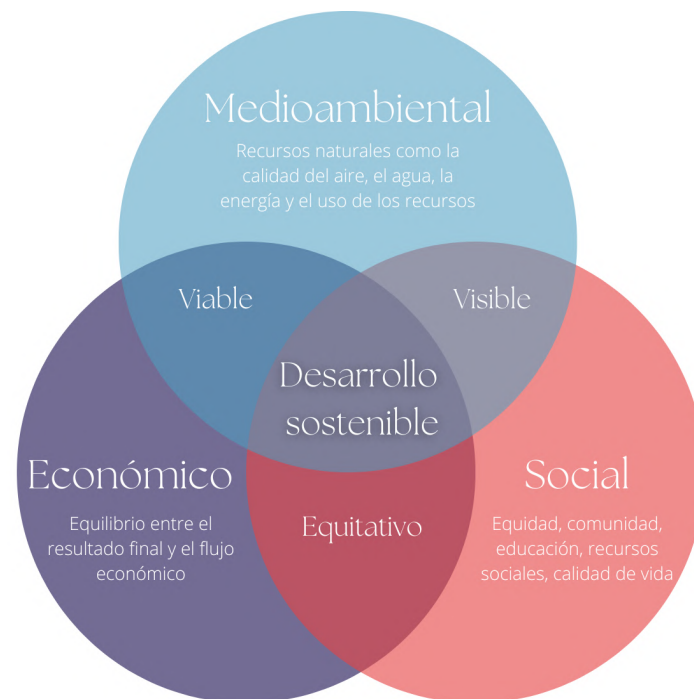 Medioambiental
Recursos naturales como la
calidad del aire, el agua, la
energía y el uso de los recursos
Viable
Visible
Desarrollo
sostenible
Económico
Equilibrio entre el
resultado final y el flujo
económico
Equitativo
Social
Equidad, comunidad,
educación, recursos
sociales, calidad de vida